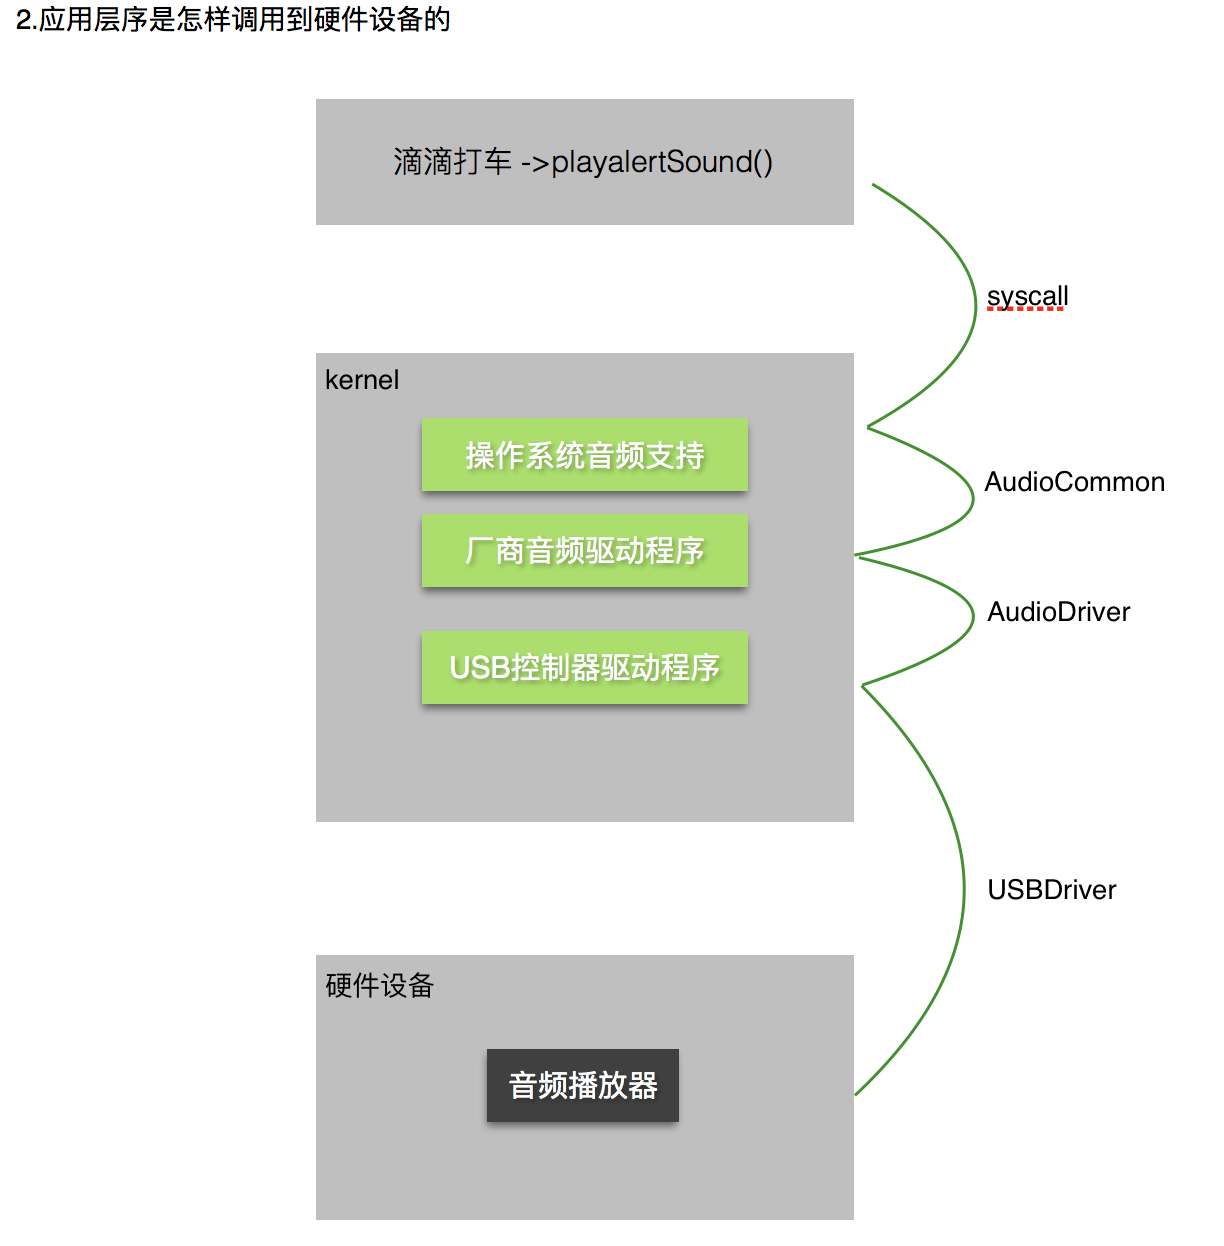 2.应用层序是怎样调用到硬件设备的
滴滴打车 ->playalertSound()
syscall
kernel
操作系统音频支持
AudioCommon
厂商音频驱动程序
AudioDriver
USB控制器驱动程序
USBDriver
硬件设备
音频播放器